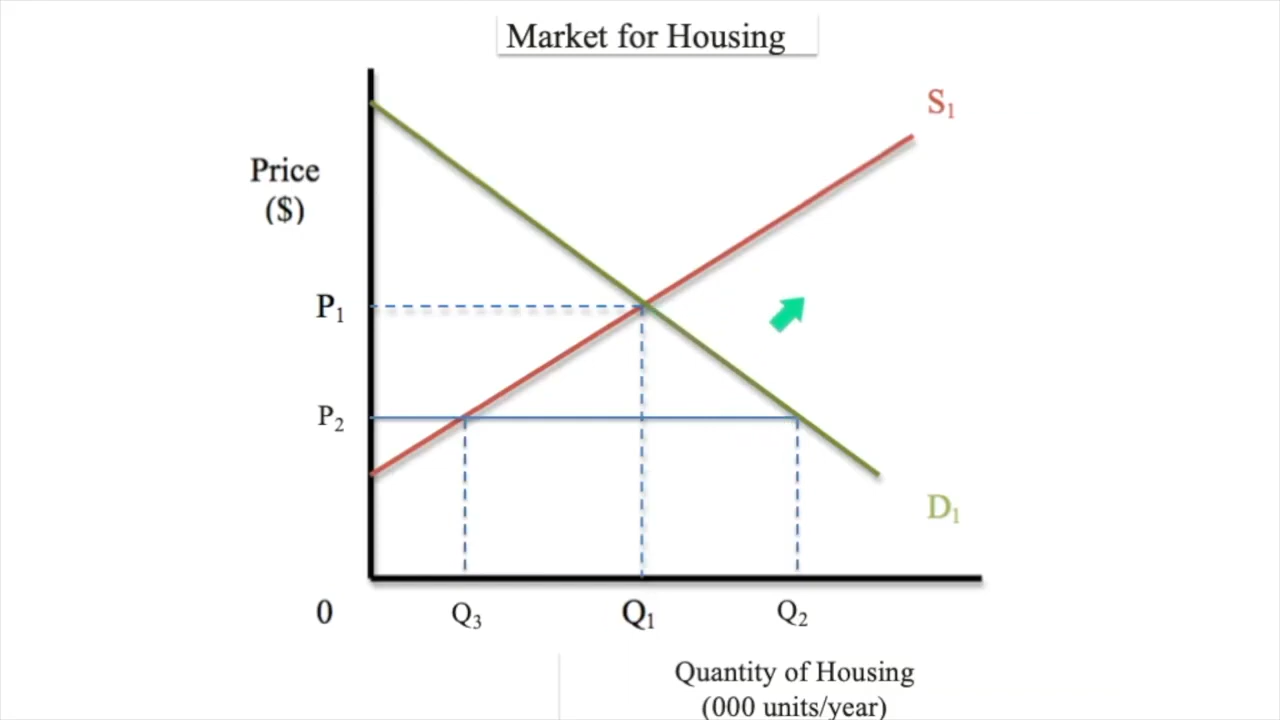 Market for Housing
S₁
Price
($)
P₁
P₂
D₁
0
Q₃
Q₁
Q₂
Quantity of Housing
(000 units/year)